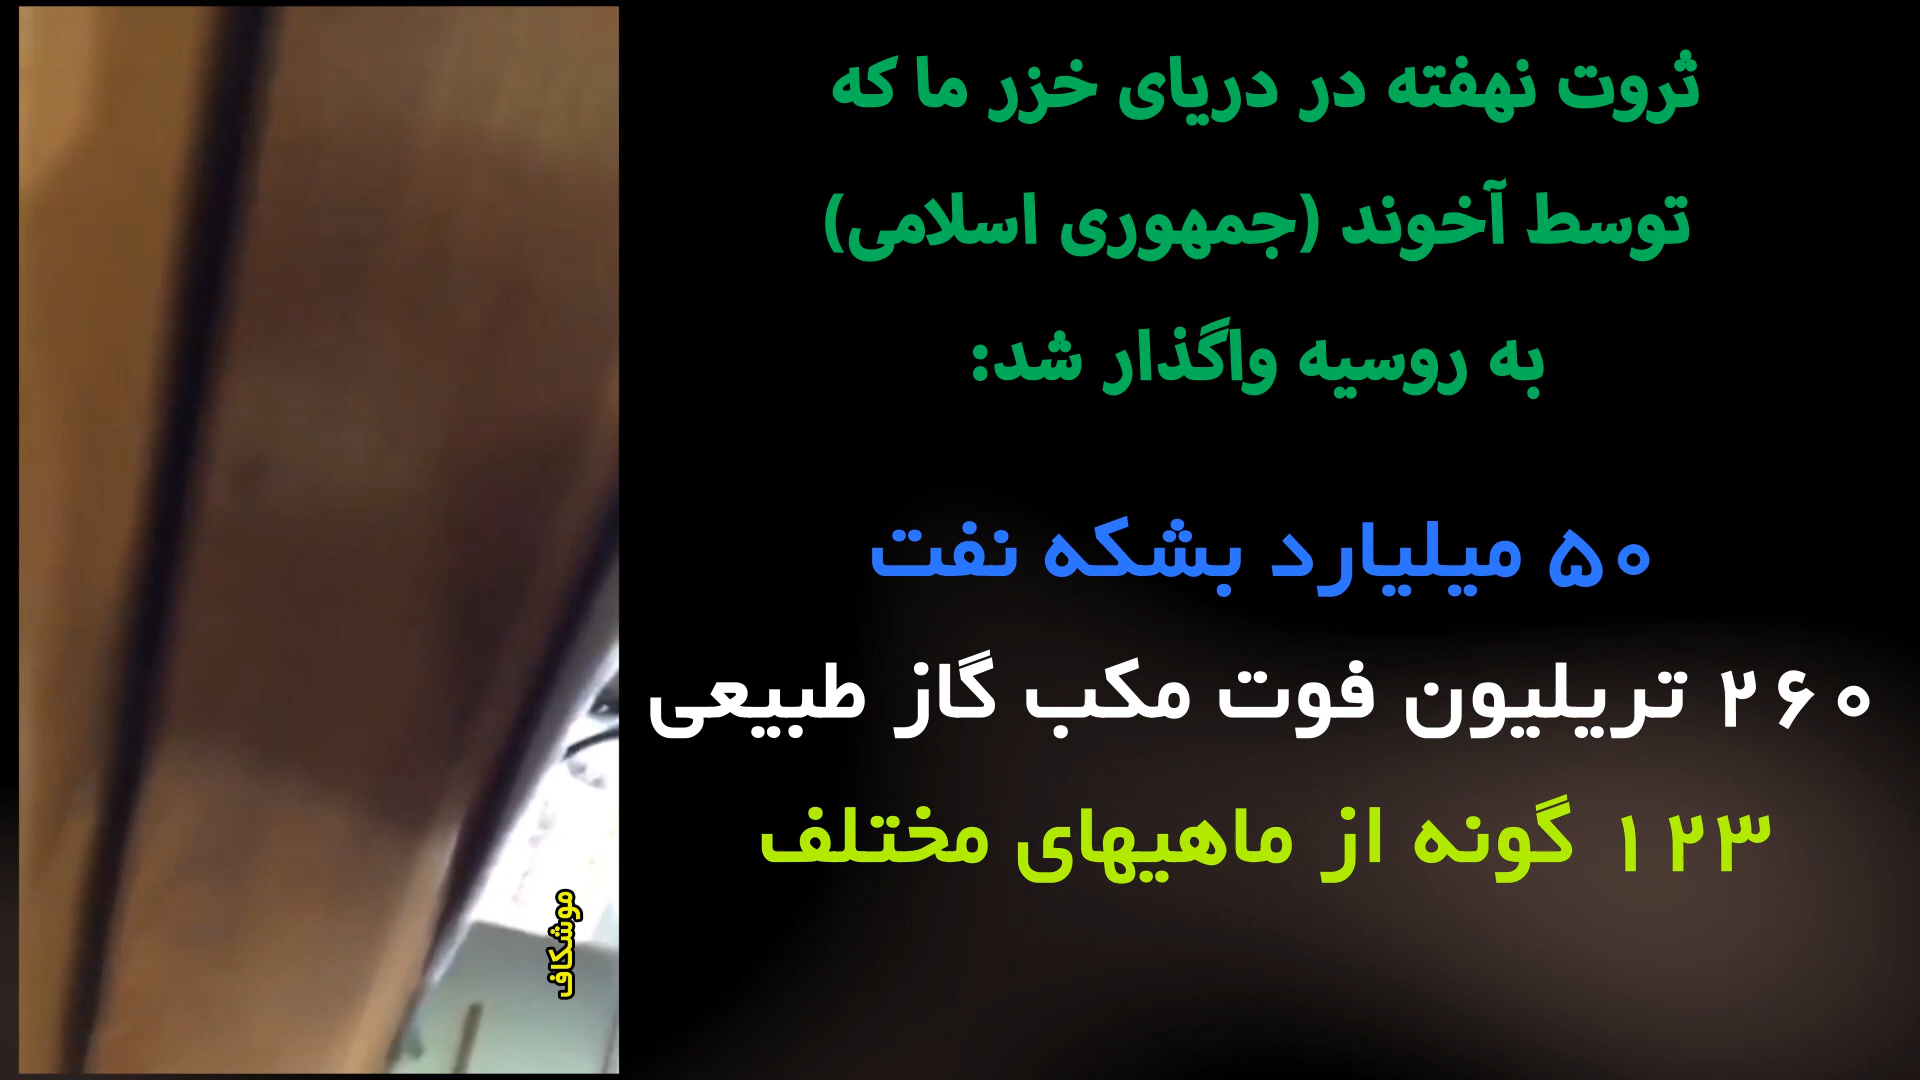 ثروت نهفته در دریای خزر ما که
توسط آخوند (جمهوری اسلامی)
به روسیه واگذار شد:
۵۰ میلیارد بشکه نفت
۲۶۰ تریلیون فوت مکب گاز طبیعی
۱۲۳ گونه از ماهیهای مختلف
موشکاف